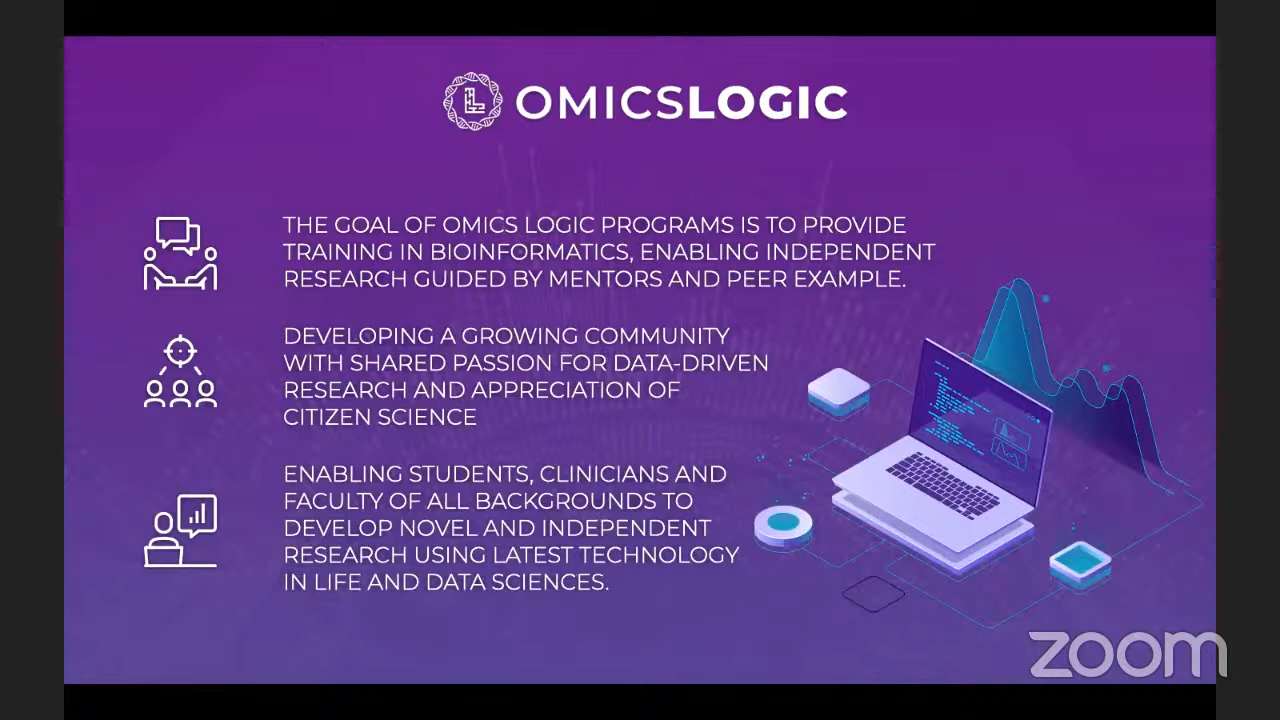 OMICSLOGIC
THE GOAL OF OMICS LOGIC PROGRAMS IS TO PROVIDE
TRAINING IN BIOINFORMATICS, ENABLING INDEPENDENT
RESEARCH GUIDED BY MENTORS AND PEER EXAMPLE.
DEVELOPING A GROWING COMMUNITY
WITH SHARED PASSION FOR DATA-DRIVEN
RESEARCH AND APPRECIATION OF
CITIZEN SCIENCE
ENABLING STUDENTS, CLINICIANS AND
FACULTY OF ALL BACKGROUNDS TO
DEVELOP NOVEL AND INDEPENDENT
RESEARCH USING LATEST TECHNOLOGY
IN LIFE AND DATA SCIENCES.
zoom